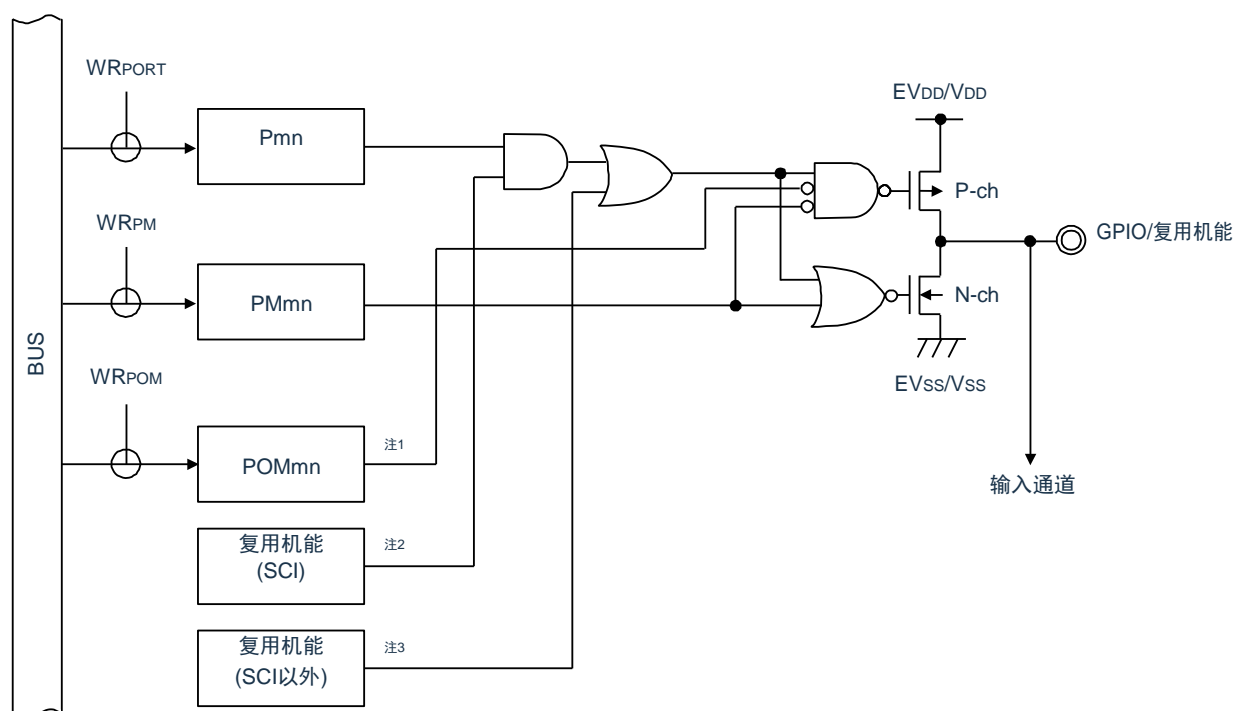 WRPORT
Pmn
EVDD/VDD
P-ch
GPIO/复用机能
WRPM
PMmn
N-ch
BUS
EVSS/VSS
WRPOM
POMmn
注1
输入通道
复用机能
(SCI)
注2
复用机能
(SCI以外)
注3